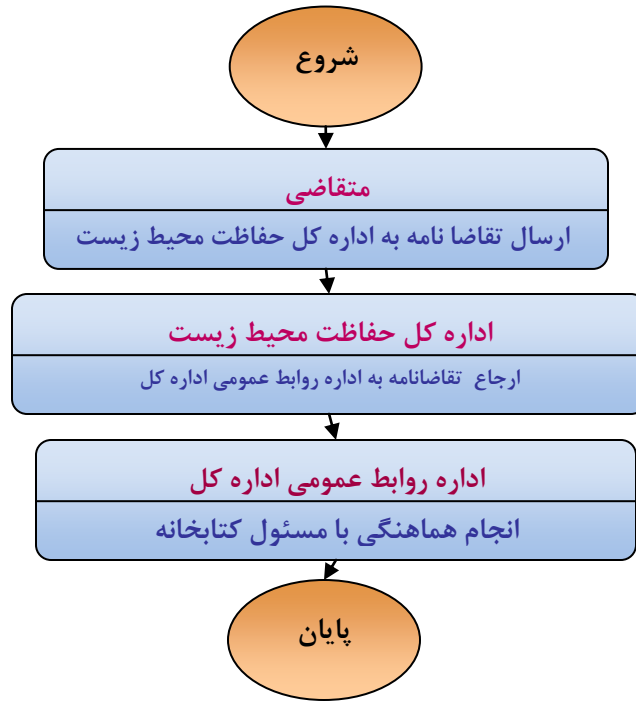 شروع
متقاضی
ارسال تقاضا نامه به اداره کل حفاظت محیط زیست
اداره کل حفاظت محیط زیست
ارجاع تقاضانامه به اداره روابط عمومی اداره کل
اداره روابط عمومی اداره کل
انجام هماهنگی با مسئول کتابخانه
پایان